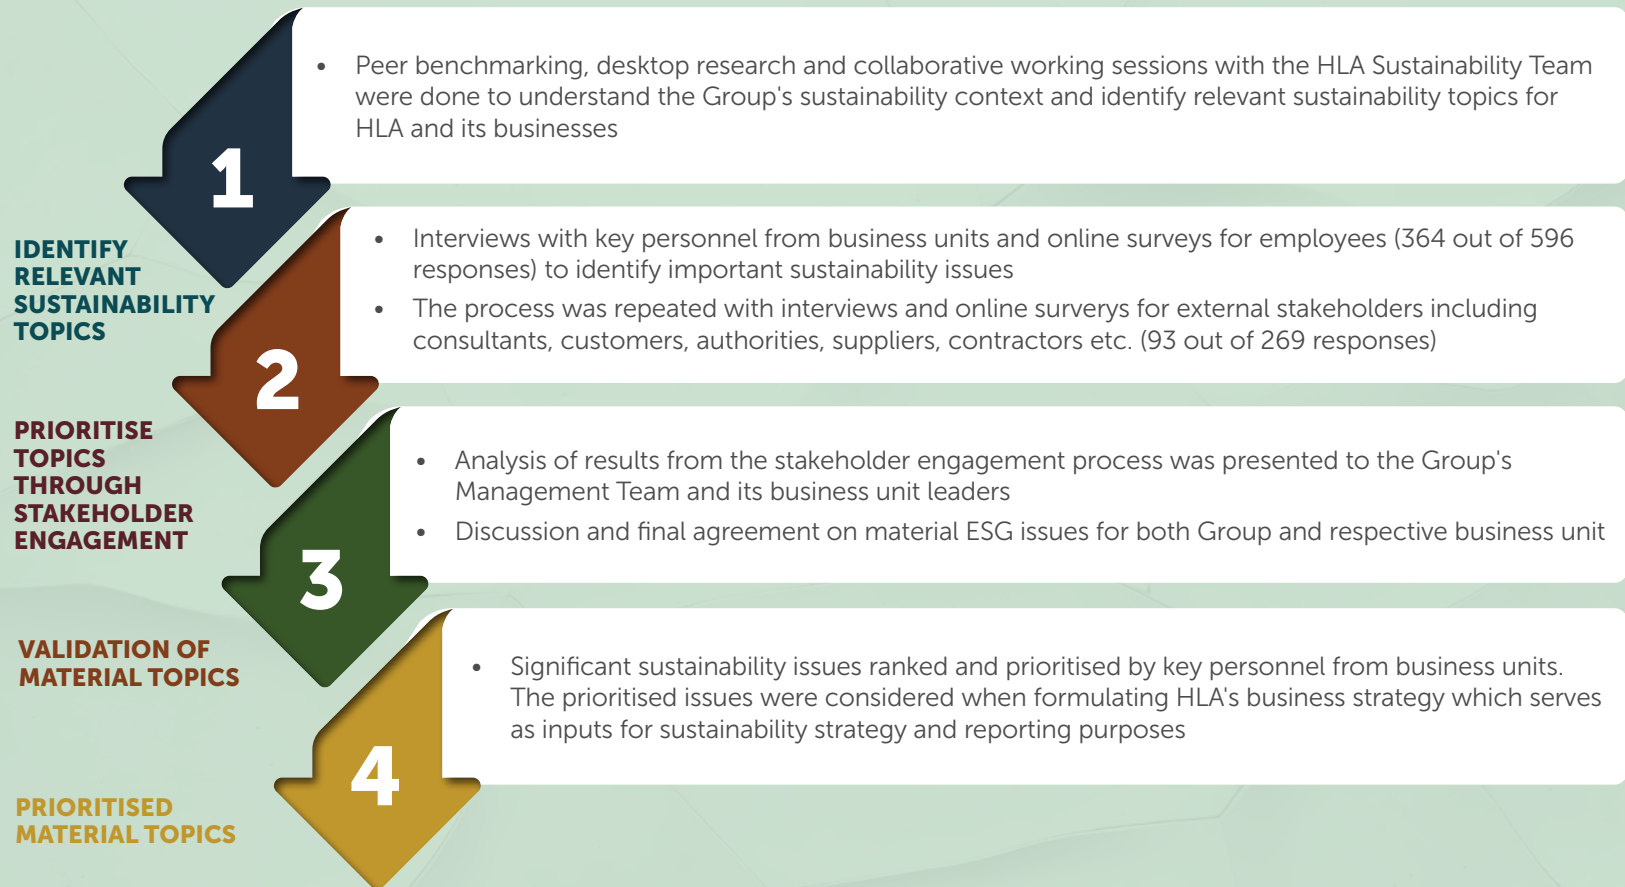 1
IDENTIFY
RELEVANT
SUSTAINABILITY
TOPICS
• Peer benchmarking, desktop research and collaborative working sessions with the HLA Sustainability Team
were done to understand the Group's sustainability context and identify relevant sustainability topics for
HLA and its businesses
2
PRIORITISE
TOPICS
THROUGH
STAKEHOLDER
ENGAGEMENT
• Interviews with key personnel from business units and online surveys for employees (364 out of 596
responses) to identify important sustainability issues
• The process was repeated with interviews and online surverys for external stakeholders including
consultants, customers, authorities, suppliers, contractors etc. (93 out of 269 responses)
3
VALIDATION OF
MATERIAL TOPICS
• Analysis of results from the stakeholder engagement process was presented to the Group's
Management Team and its business unit leaders
• Discussion and final agreement on material ESG issues for both Group and respective business unit
4
PRIORITISED
MATERIAL TOPICS
• Significant sustainability issues ranked and prioritised by key personnel from business units.
The prioritised issues were considered when formulating HLA's business strategy which serves
as inputs for sustainability strategy and reporting purposes